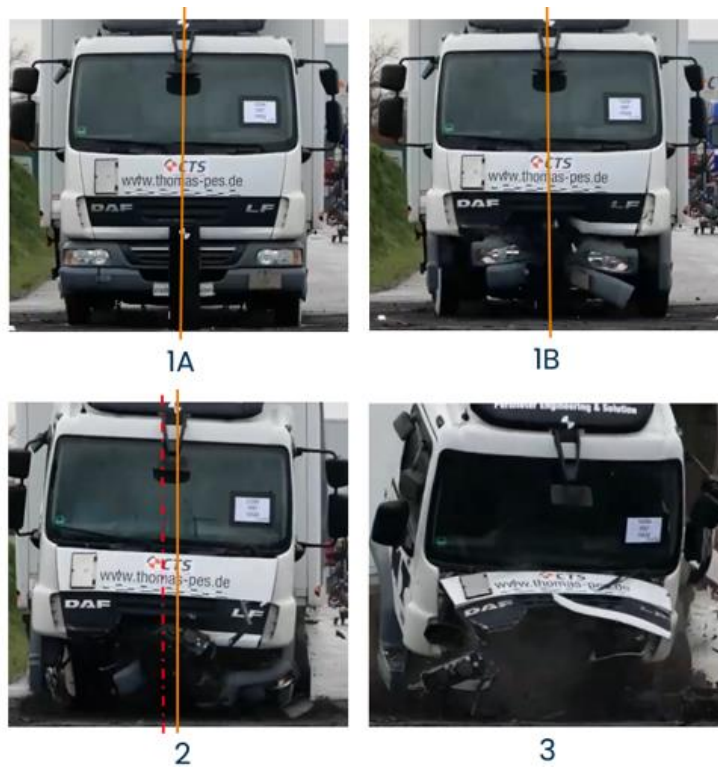 CTS
www.thomas-pes.de
DAF LF
1A
CTS
www.thomas-pes.de
DAF LF
1B
CTS
www.thomas-pes.de
DAF LF
2
Perimeter Engineering & Solution
CTS
www.thomas-pes.de
DAF
3